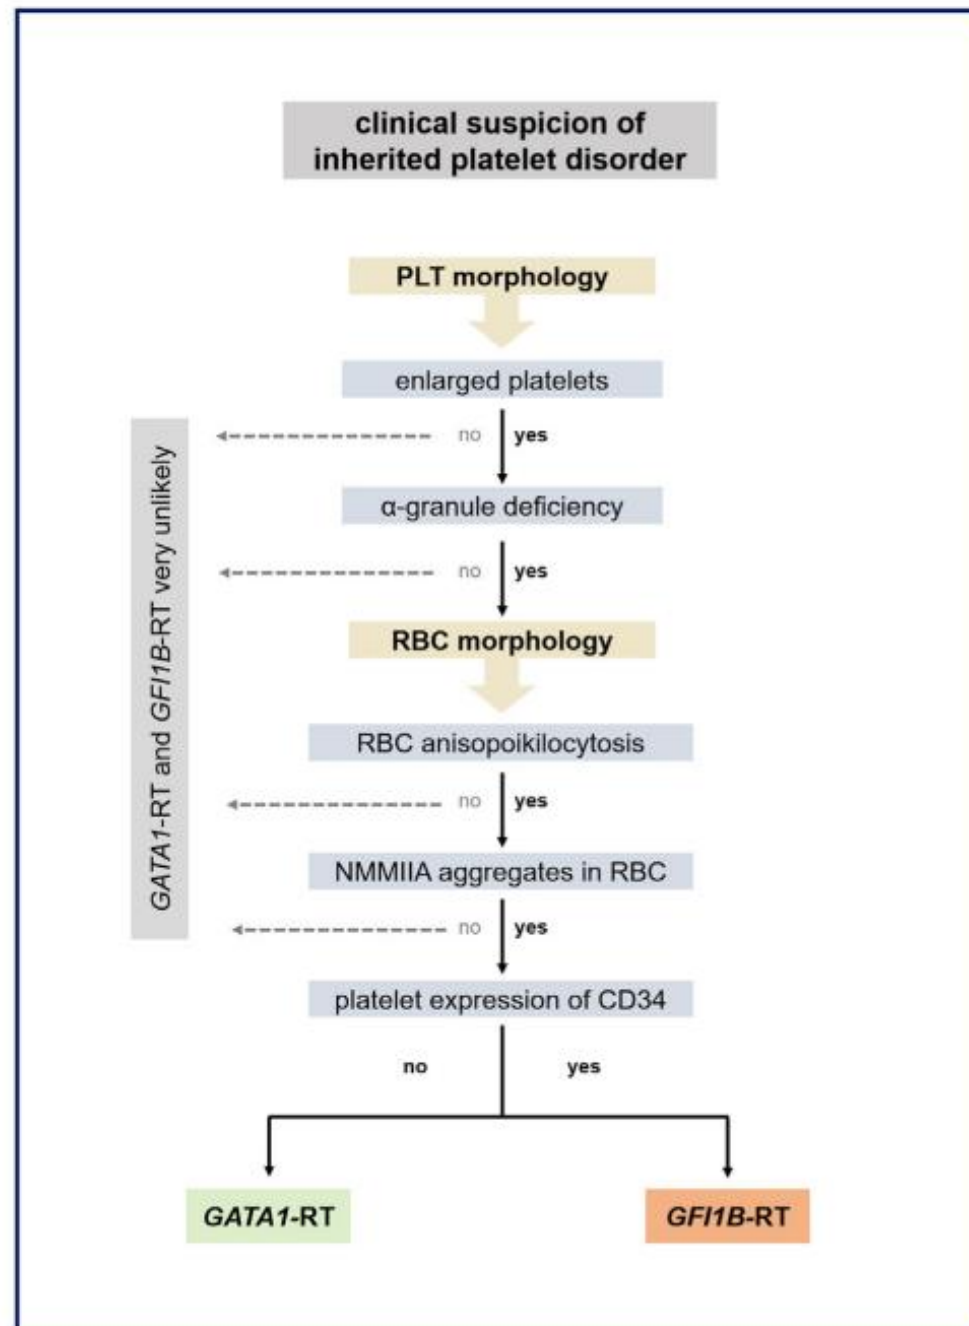 clinical suspicion of
inherited platelet disorder
PLT morphology
enlarged platelets
no yes
α-granule deficiency
no yes
RBC morphology
RBC anisopoikilocytosis
no yes
NMMIIA aggregates in RBC
no yes
platelet expression of CD34
no yes
GATA1-RT GFI1B-RT
GATA1-RT and GFI1B-RT very unlikely